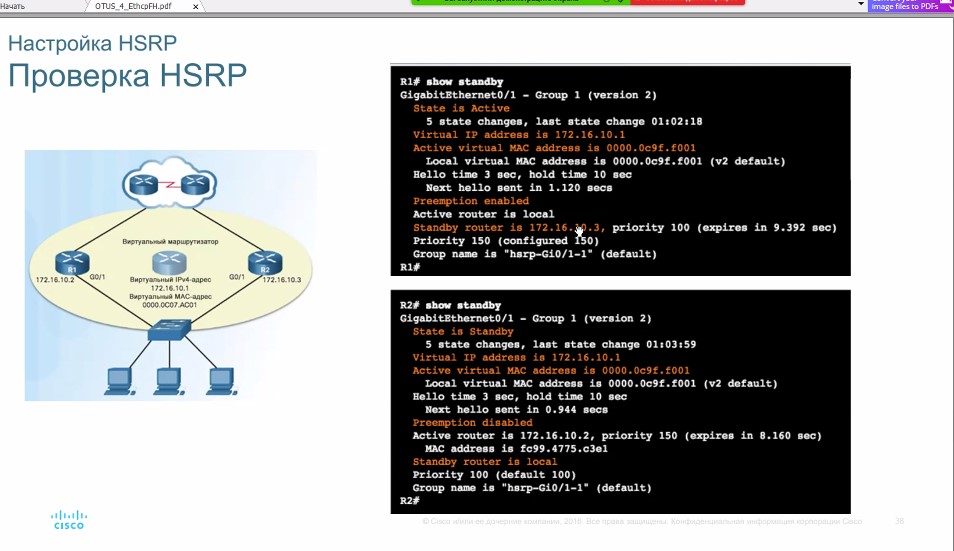 Начать
OTUS_4_EthcpFH.pdf
image files to PDFs
Настройка HSRP
Проверка HSRP
Виртуальный маршрутизатор
R1
R2
172.16.10.2
G0/1
Виртуальный IPv4-адрес
172.16.10.1
Виртуальный MAC-адрес
0000.0C07.AC01
G0/1
172.16.10.3
R1# show standby
GigabitEthernet0/1 - Group 1 (version 2)
State is Active
5 state changes, last state change 01:02:18
Virtual IP address is 172.16.10.1
Active virtual MAC address is 0000.0c9f.f001
Local virtual MAC address is 0000.0c9f.f001 (v2 default)
Hello time 3 sec, hold time 10 sec
Next hello sent in 1.120 secs
Preemption enabled
Active router is local
Standby router is 172.16.10.3, priority 100 (expires in 9.392 sec)
Priority 150 (configured 150)
Group name is "hsrp-Gi0/1-1" (default)
R1#
R2# show standby
GigabitEthernet0/1 - Group 1 (version 2)
State is Standby
5 state changes, last state change 01:03:59
Virtual IP address is 172.16.10.1
Active virtual MAC address is 0000.0c9f.f001
Local virtual MAC address is 0000.0c9f.f001 (v2 default)
Hello time 3 sec, hold time 10 sec
Next hello sent in 0.944 secs
Preemption disabled
Active router is 172.16.10.2, priority 150 (expires in 8.160 sec)
MAC address is fc99.4775.c3e1
Standby router is local
Priority 100 (default 100)
Group name is "hsrp-Gi0/1-1" (default)
R2#
CISCO
© Cisco и/или ее дочерние компании, 2016. Все права защищены. Конфиденциальная информация корпорации Cisco